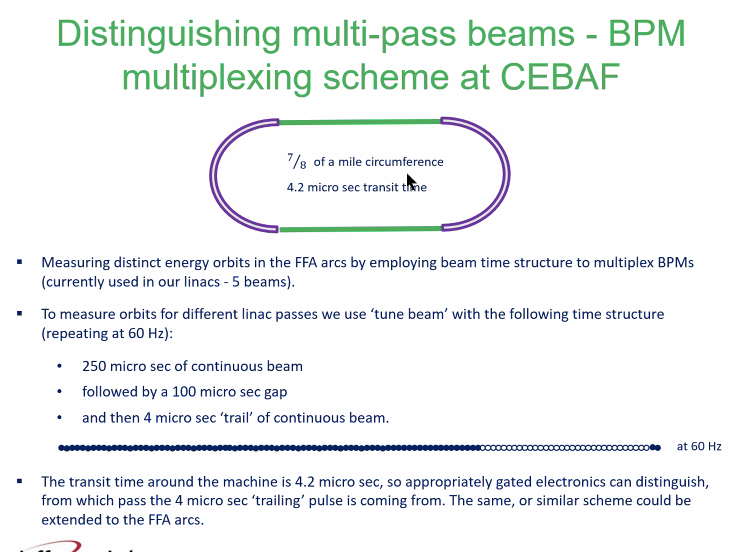 Distinguishing multi-pass beams - BPM
multiplexing scheme at CEBAF
7/8 of a mile circumference
4.2 micro sec transit time
▪ Measuring distinct energy orbits in the FFA arcs by employing beam time structure to multiplex BPMs
(currently used in our linacs - 5 beams).
▪ To measure orbits for different linac passes we use ‘tune beam’ with the following time structure
(repeating at 60 Hz):
• 250 micro sec of continuous beam
• followed by a 100 micro sec gap
• and then 4 micro sec ‘trail’ of continuous beam.
at 60 Hz
▪ The transit time around the machine is 4.2 micro sec, so appropriately gated electronics can distinguish,
from which pass the 4 micro sec ‘trailing’ pulse is coming from. The same, or similar scheme could be
extended to the FFA arcs.